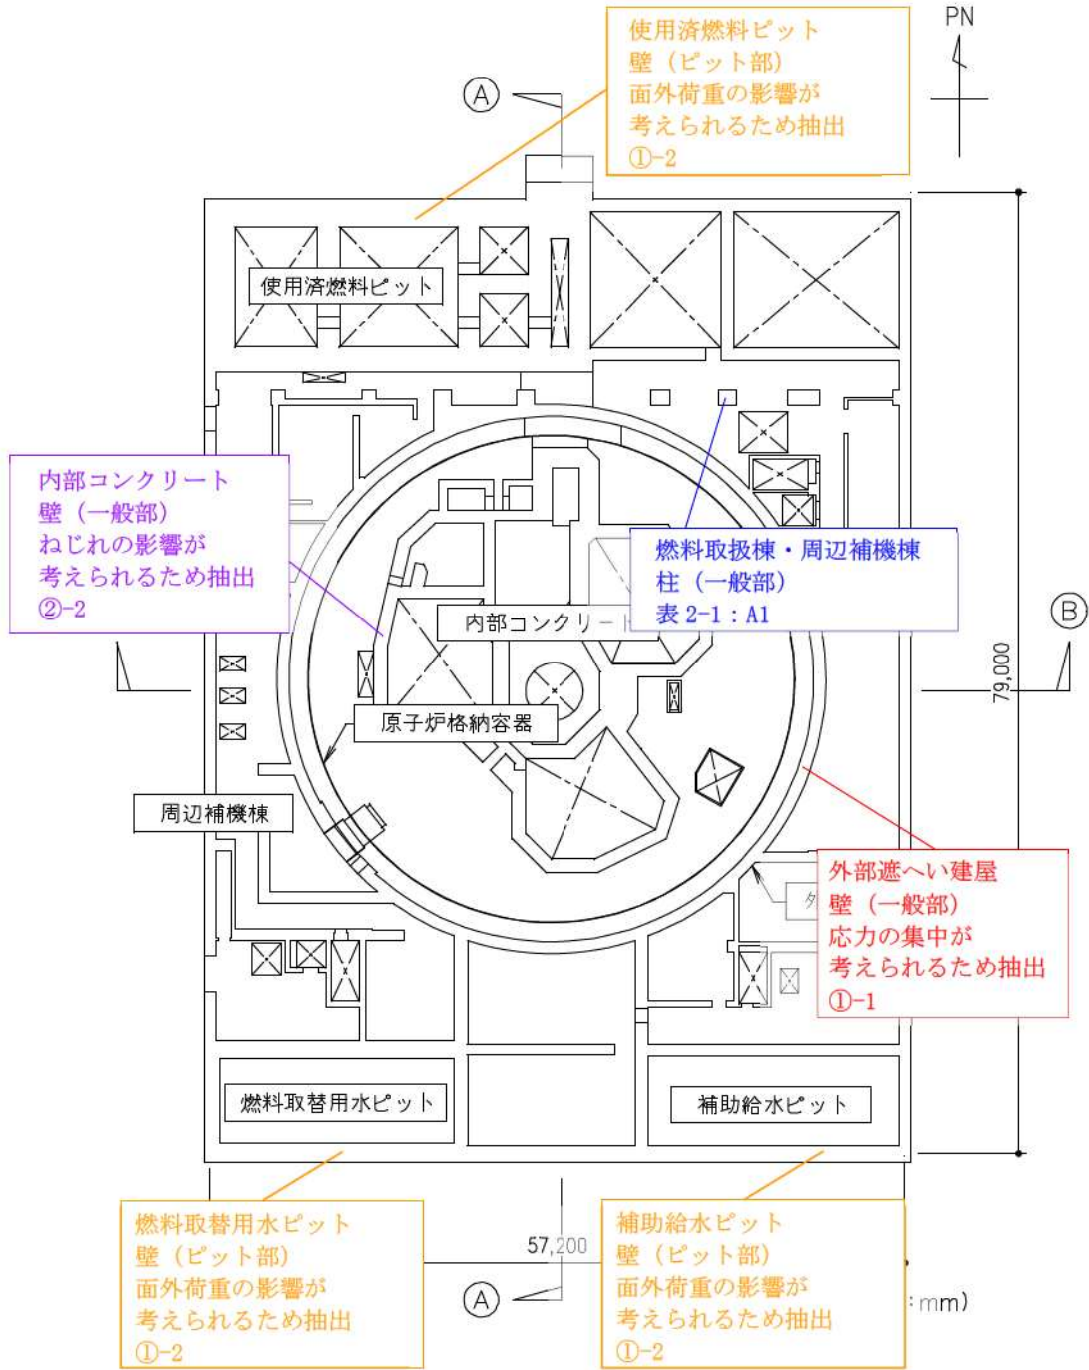 使用済燃料ピット
壁（ピット部）
面外荷重の影響が
考えられるため抽出
①-2
PN
A
使用済燃料ピット
内部コンクリート
壁（一般部）
ねじれの影響が
考えられるため抽出
②-2
燃料取扱棟・周辺補機棟
柱（一般部）
表 2-1：A1
内部コンクリート
B
79,000
原子炉格納容器
周辺補機棟
外部遮へい建屋
壁（一般部）
応力の集中が
考えられるため抽出
①-1
燃料取替用水ピット
補助給水ピット
燃料取替用水ピット
壁（ピット部）
面外荷重の影響が
考えられるため抽出
①-2
57,200
A
補助給水ピット
壁（ピット部）
面外荷重の影響が
考えられるため抽出
①-2
:mm)